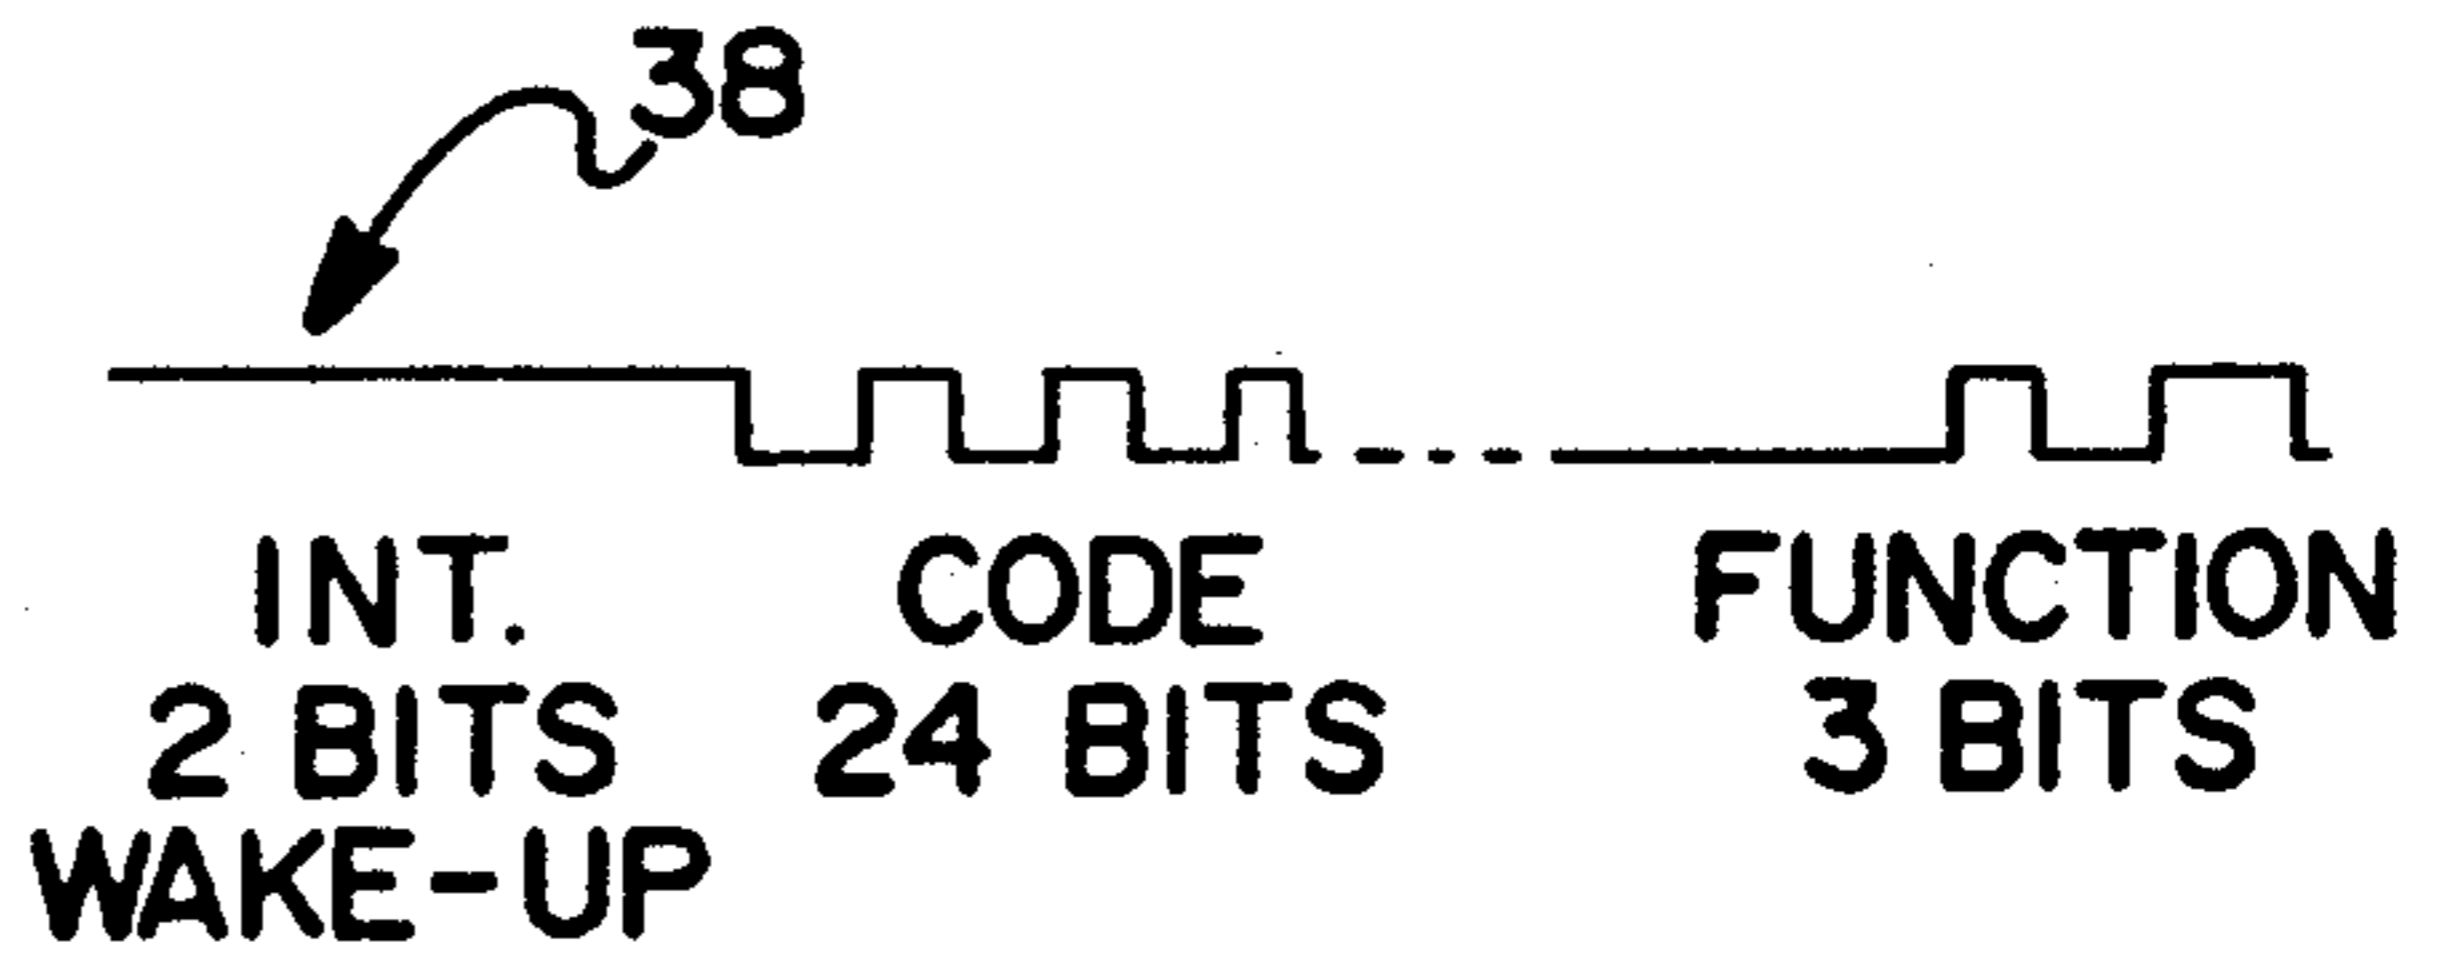 38
INT. CODE FUNCTION
2 BITS 24 BITS 3 BITS
WAKE-UP